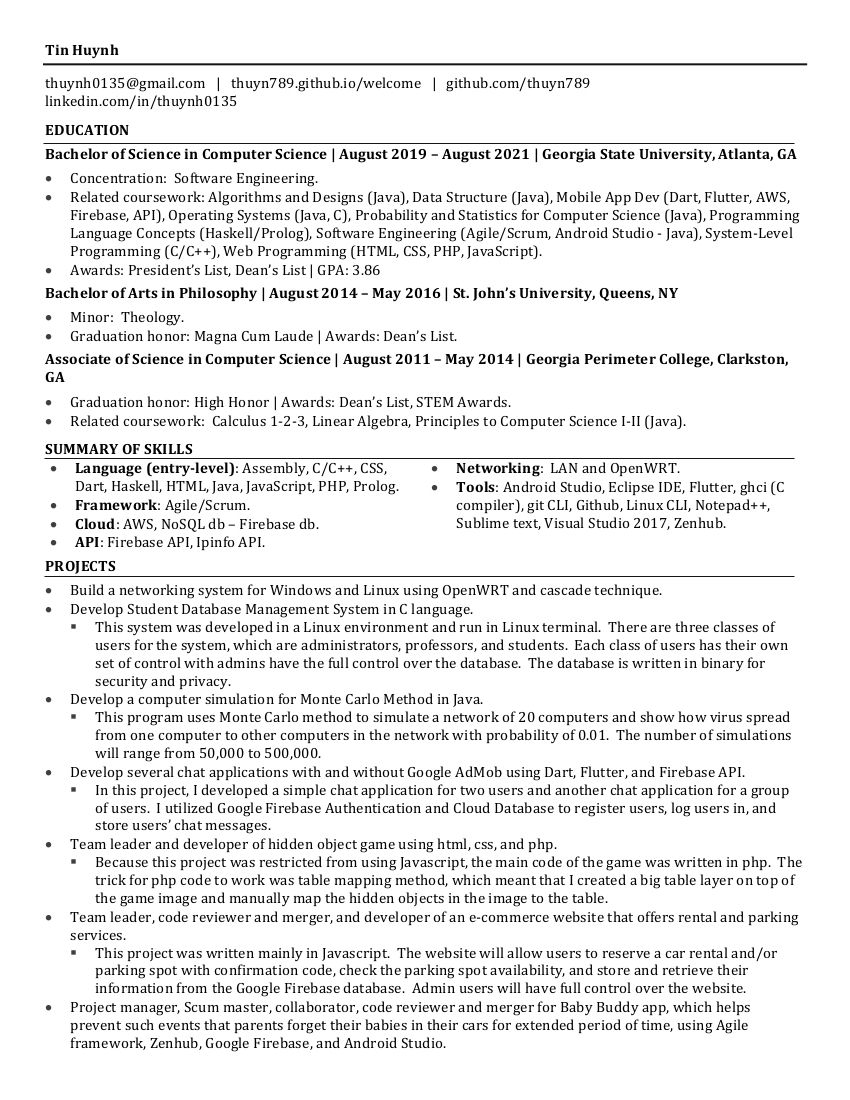 Tin Huynh
thuynh0135@gmail.com | thuyn789.github.io/welcome | github.com/thuyn789
linkedin.com/in/thuynh0135
EDUCATION
Bachelor of Science in Computer Science | August 2019 – August 2021 | Georgia State University, Atlanta, GA
• Concentration: Software Engineering.
• Related coursework: Algorithms and Designs (Java), Data Structure (Java), Mobile App Dev (Dart, Flutter, AWS,
Firebase, API), Operating Systems (Java, C), Probability and Statistics for Computer Science (Java), Programming
Language Concepts (Haskell/Prolog), Software Engineering (Agile/Scrum, Android Studio - Java), System-Level
Programming (C/C++), Web Programming (HTML, CSS, PHP, JavaScript).
• Awards: President’s List, Dean’s List | GPA: 3.86
Bachelor of Arts in Philosophy | August 2014 – May 2016 | St. John’s University, Queens, NY
• Minor: Theology.
• Graduation honor: Magna Cum Laude | Awards: Dean’s List.
Associate of Science in Computer Science | August 2011 – May 2014 | Georgia Perimeter College, Clarkston,
GA
• Graduation honor: High Honor | Awards: Dean’s List, STEM Awards.
• Related coursework: Calculus 1-2-3, Linear Algebra, Principles to Computer Science I-II (Java).
SUMMARY OF SKILLS
• Language (entry-level): Assembly, C/C++, CSS,
Dart, Haskell, HTML, Java, JavaScript, PHP, Prolog.
• Framework: Agile/Scrum.
• Cloud: AWS, NoSQL db – Firebase db.
• API: Firebase API, Ipinfo API.
• Networking: LAN and OpenWRT.
• Tools: Android Studio, Eclipse IDE, Flutter, ghci (C
compiler), git CLI, Github, Linux CLI, Notepad++,
Sublime text, Visual Studio 2017, Zenhub.
PROJECTS
• Build a networking system for Windows and Linux using OpenWRT and cascade technique.
• Develop Student Database Management System in C language.
▪ This system was developed in a Linux environment and run in Linux terminal. There are three classes of
users for the system, which are administrators, professors, and students. Each class of users has their own
set of control with admins have the full control over the database. The database is written in binary for
security and privacy.
• Develop a computer simulation for Monte Carlo Method in Java.
▪ This program uses Monte Carlo method to simulate a network of 20 computers and show how virus spread
from one computer to other computers in the network with probability of 0.01. The number of simulations
will range from 50,000 to 500,000.
• Develop several chat applications with and without Google AdMob using Dart, Flutter, and Firebase API.
▪ In this project, I developed a simple chat application for two users and another chat application for a group
of users. I utilized Google Firebase Authentication and Cloud Database to register users, log users in, and
store users’ chat messages.
• Team leader and developer of hidden object game using html, css, and php.
▪ Because this project was restricted from using Javascript, the main code of the game was written in php. The
trick for php code to work was table mapping method, which meant that I created a big table layer on top of
the game image and manually map the hidden objects in the image to the table.
• Team leader, code reviewer and merger, and developer of an e-commerce website that offers rental and parking
services.
▪ This project was written mainly in Javascript. The website will allow users to reserve a car rental and/or
parking spot with confirmation code, check the parking spot availability, and store and retrieve their
information from the Google Firebase database. Admin users will have full control over the website.
• Project manager, Scum master, collaborator, code reviewer and merger for Baby Buddy app, which helps
prevent such events that parents forget their babies in their cars for extended period of time, using Agile
framework, Zenhub, Google Firebase, and Android Studio.